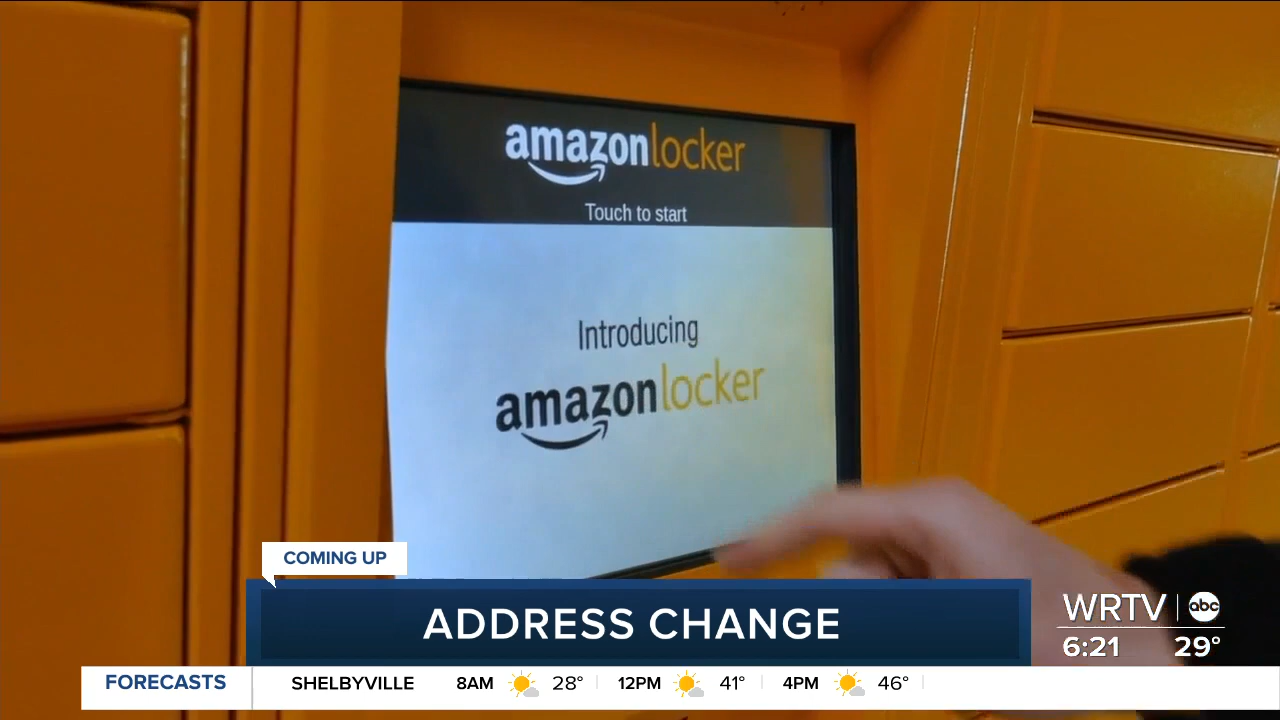 amazonlocker
Touch to start
Introducing
amazonlocker
COMING UP
ADDRESS CHANGE
WRTV abc
6:21 29°
FORECASTS SHELBYVILLE 8AM 28° 12PM 41° 4PM 46°